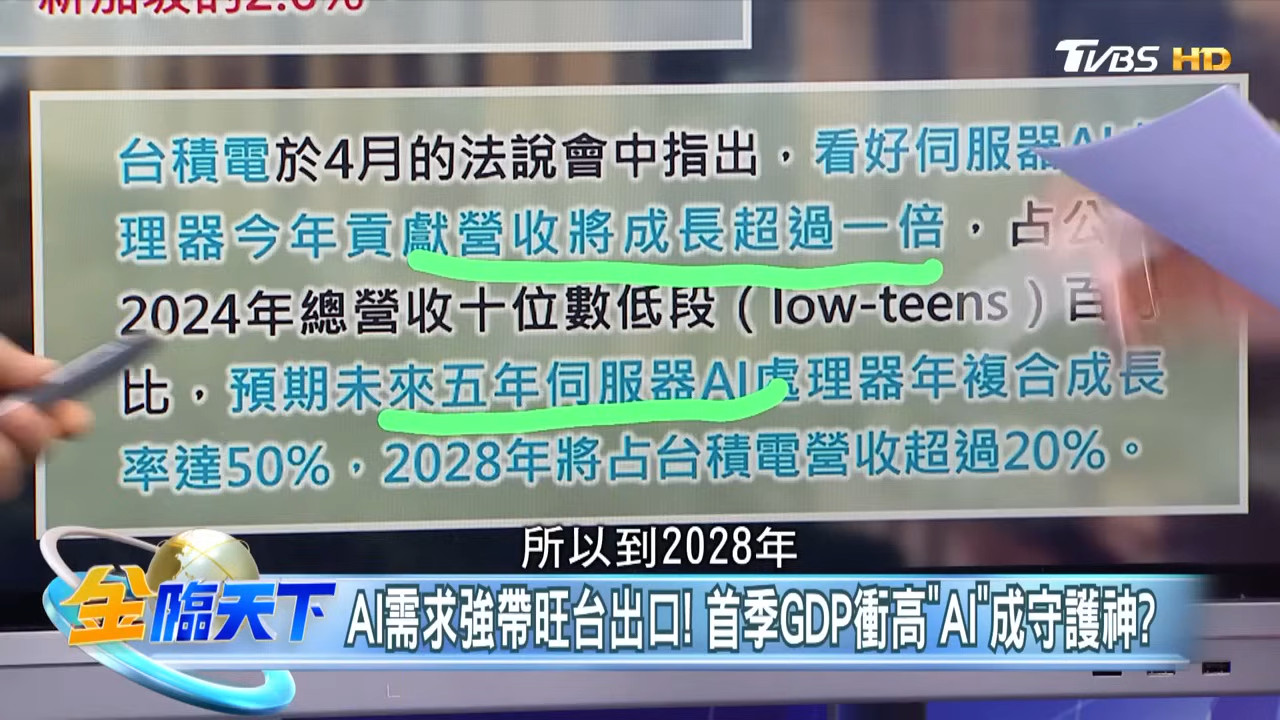 新加坡的2.6%
TVBS HD
台積電於4月的法說會中指出，看好伺服器AI
理器今年貢獻營收將成長超過一倍，占公
2024年總營收十位數低段（low-teens）百
比，預期未來五年伺服器AI處理器年複合成長
率達50%，2028年將占台積電營收超過20%。
所以到2028年
金臨天下
AI需求強帶旺台出口! 首季GDP衝高"AI"成守護神?